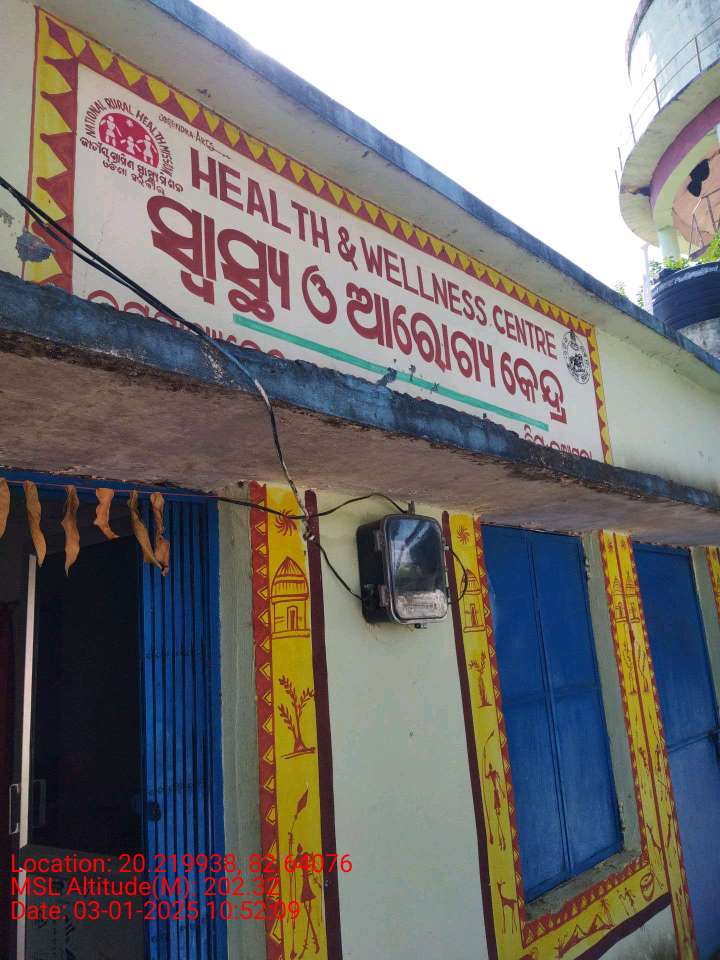 NATIONAL RURAL HEALTH MISSION
ଜାତୀୟ ଗ୍ରାମୀଣ ସ୍ୱାସ୍ଥ୍ୟ ମିଶନ
HEALTH & WELLNESS CENTRE
ସ୍ୱାସ୍ଥ୍ୟ ଓ ଆରୋଗ୍ୟ କେନ୍ଦ୍ର
Location: 20.219938, 82.64076
MSL Altitude(M): 202.32
Date: 03-01-2025 10:52:09